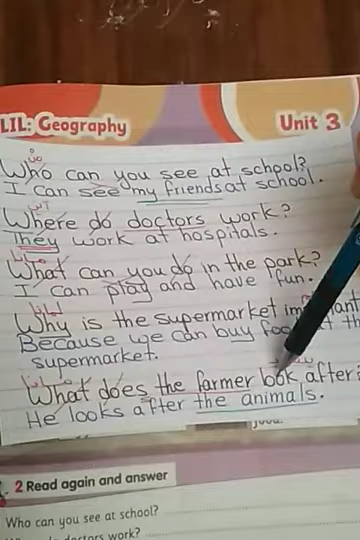 LIL: Geography
Unit 3
من
Who can you see at school?
I can see my friends at school.
أين
Where do doctors work?
They work at hospitals.
What can you do in the park?
I can play and have fun.
لماذا
Why is the supermarket
Because we can buy
supermarket.
What does the farmer look after?
He looks after the animals.
2 Read again and answer
Who can you see at school?
doctors work?